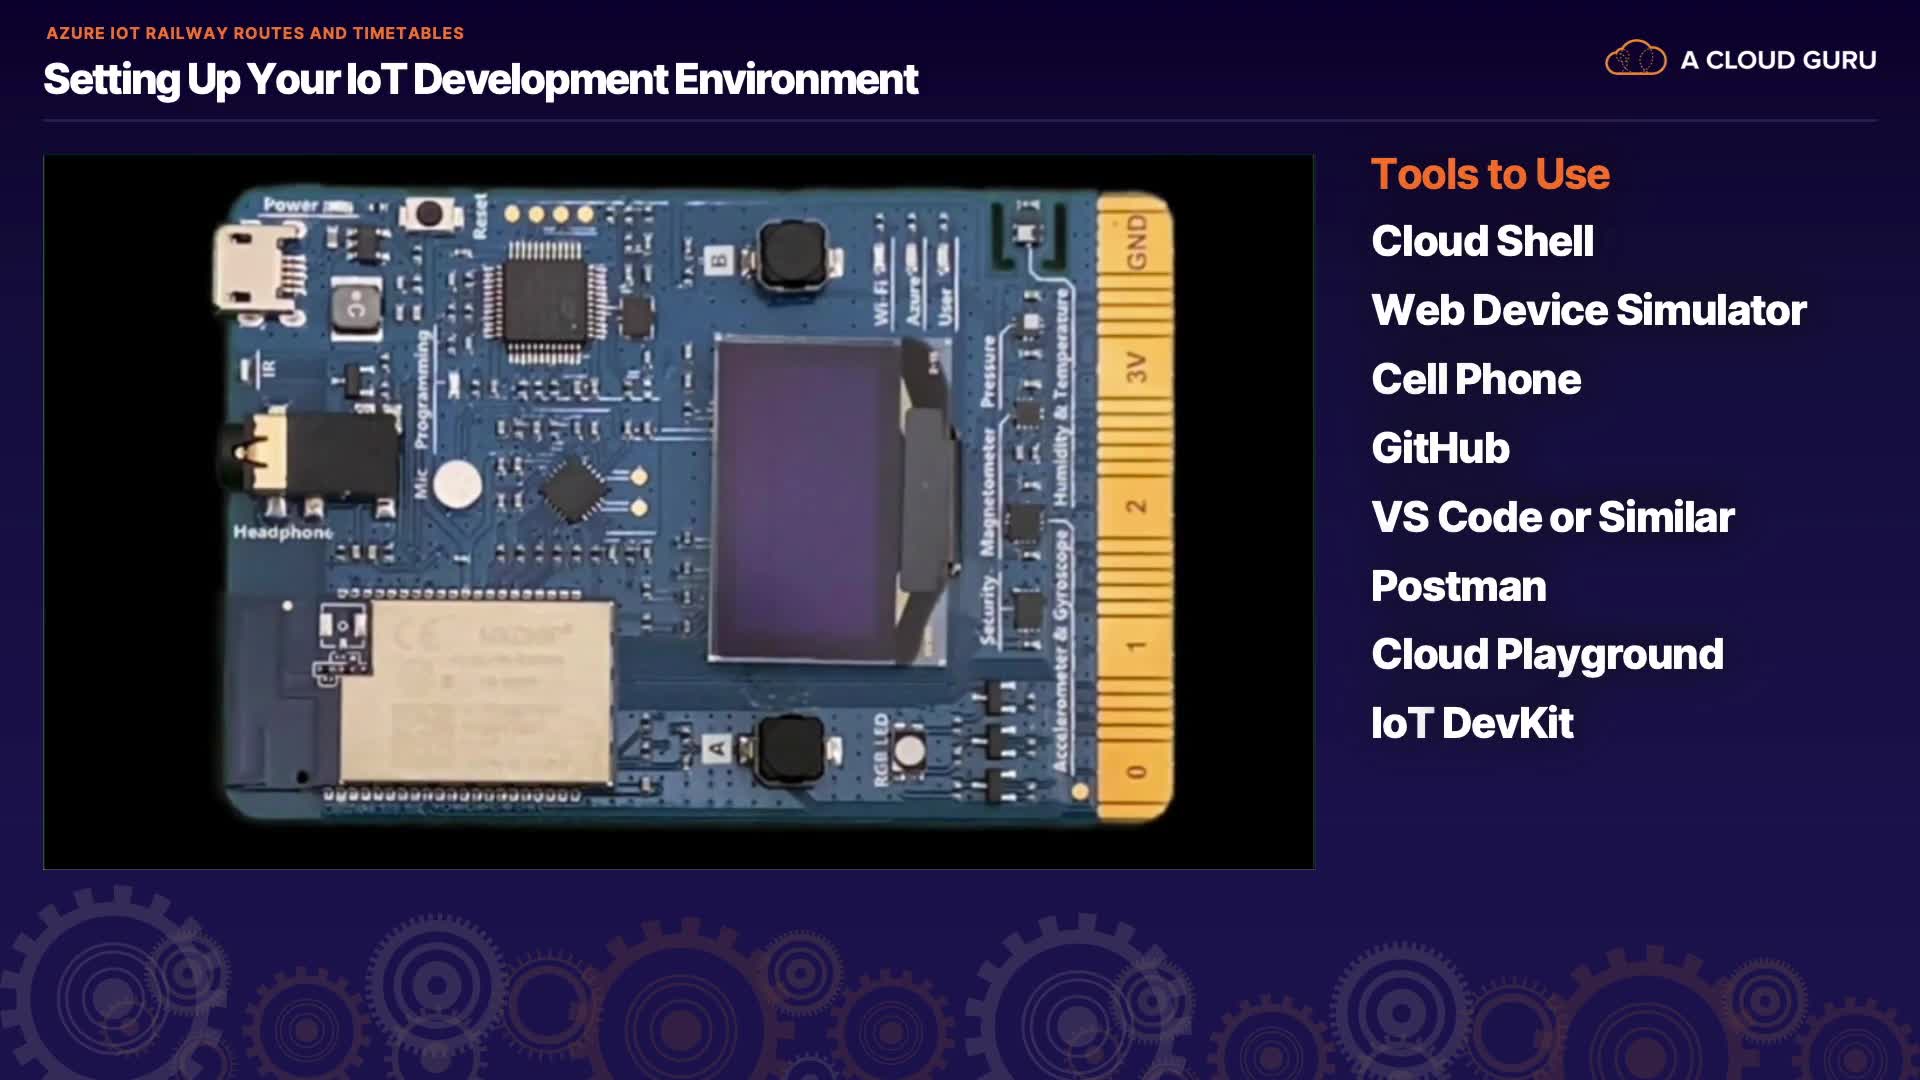 AZURE IOT RAILWAY ROUTES AND TIMETABLES
Setting Up Your IoT Development Environment
A CLOUD GURU
Power
Reset
B
Wi-Fi
Azure
User
GND
IR
Programming
Pressure
Humidity & Temperature
3V
Mic
Headphone
Magnetometer
2
Security
Accelerometer & Gyroscope
1
CE
A
RGB LED
0
Tools to Use
Cloud Shell
Web Device Simulator
Cell Phone
GitHub
VS Code or Similar
Postman
Cloud Playground
IoT DevKit